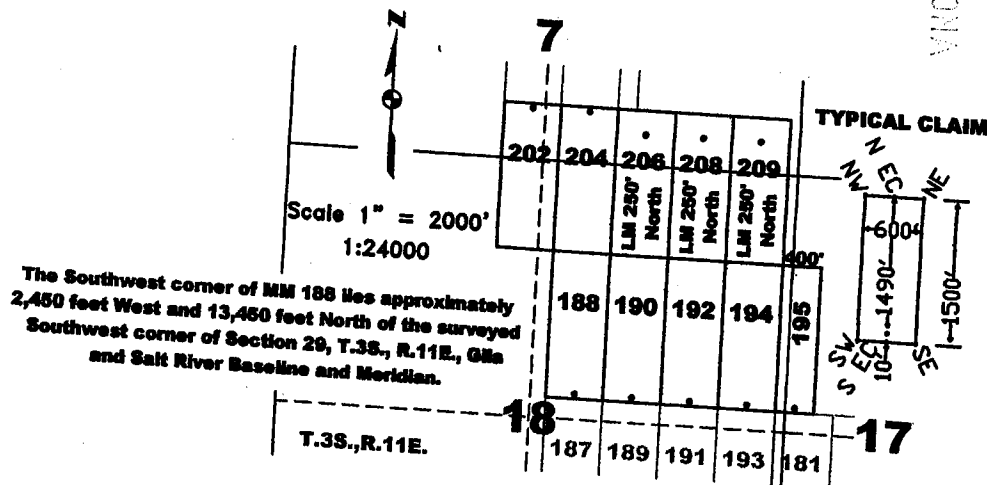 N
7
TYPICAL CLAIM
202 204 206 208 209
LM 250' North
LM 250' North
LM 250' North
Scale 1" = 2000'
1:24000
400'
The Southwest corner of MM 188 lies approximately
2,450 feet West and 13,450 feet North of the surveyed
Southwest corner of Section 29, T.3S., R.11E., Gila
and Salt River Baseline and Meridian.
188 190 192 194 195
NW N EC NE
600'
1490'
1500'
10'
SW S EC SE
18
17
T.3S.,R.11E.
187 189 191 193 181